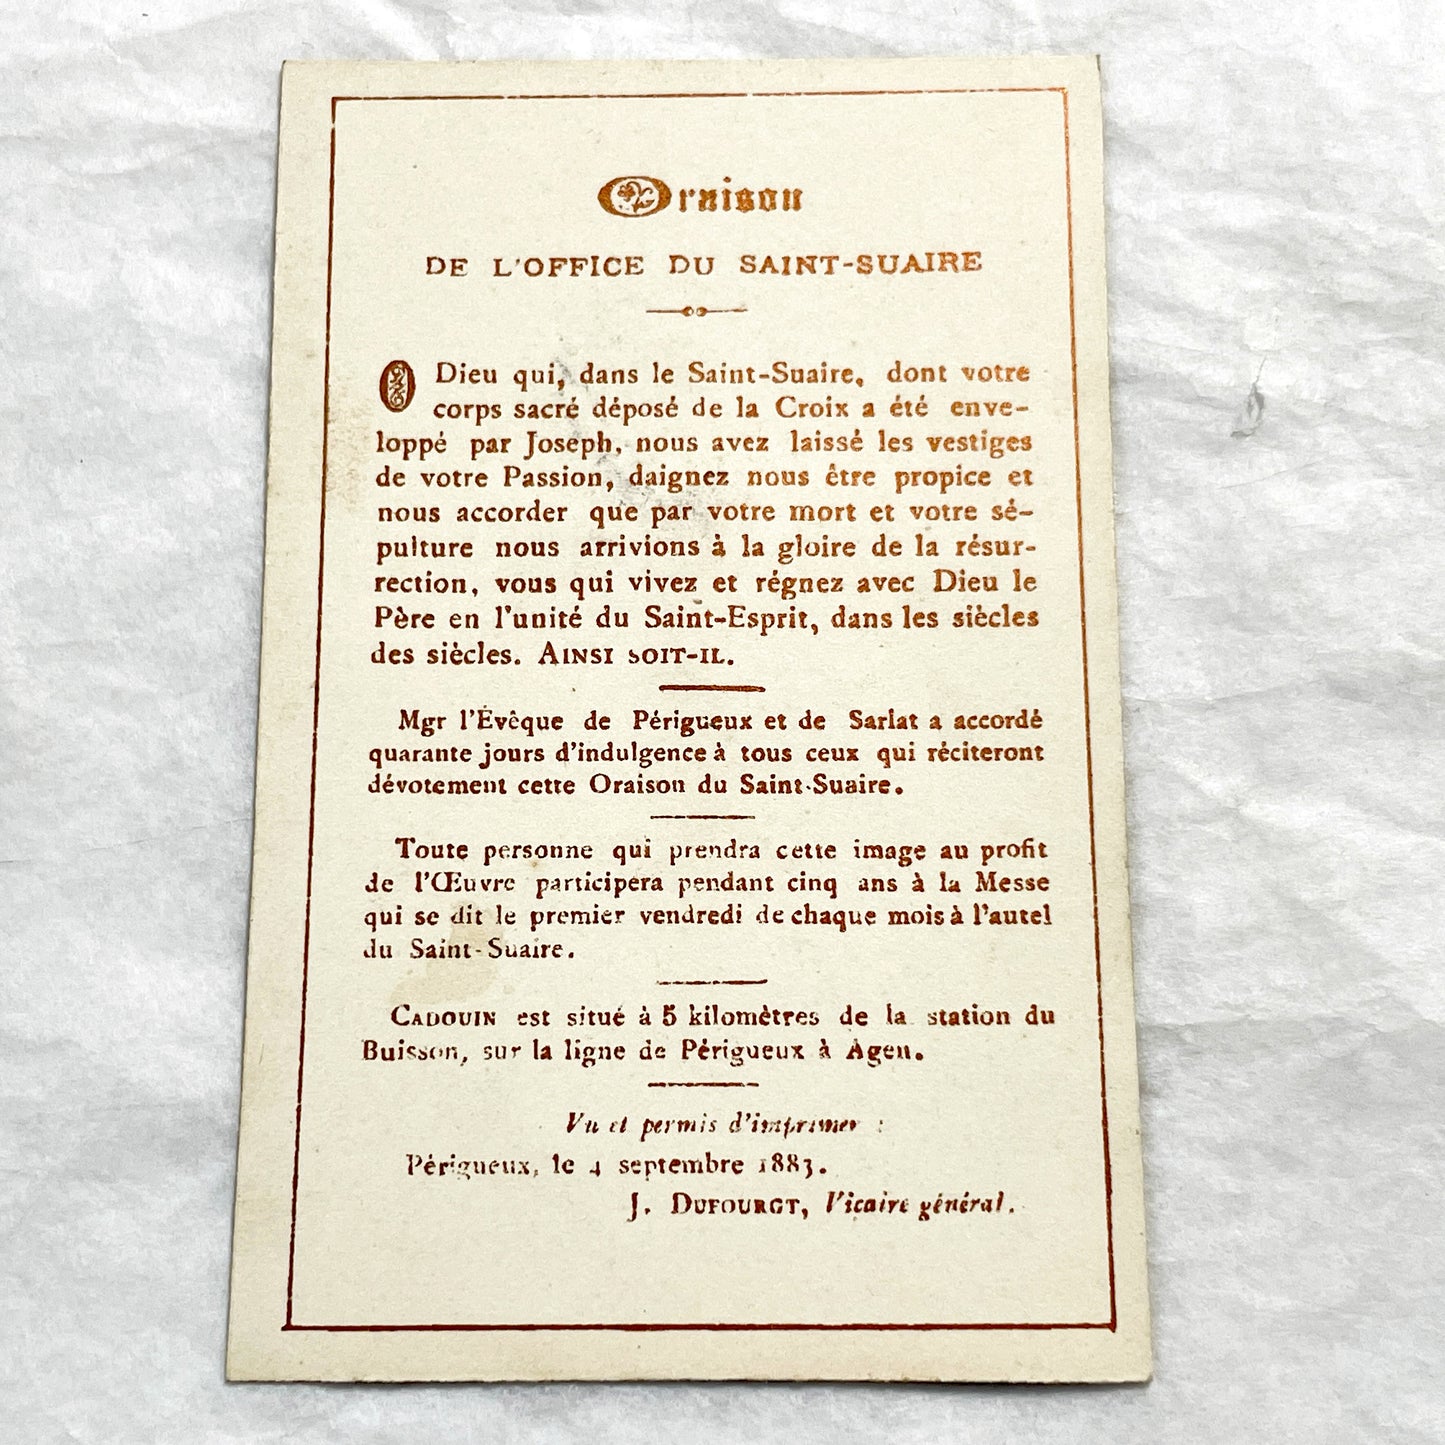 Oraison
DE L'OFFICE DU SAINT-SUAIRE
O Dieu qui, dans le Saint-Suaire, dont votre
corps sacré déposé de la Croix a été enve-
loppé par Joseph, nous avez laissé les vestiges
de votre Passion, daignez nous être propice et
nous accorder que par votre mort et votre sé-
pulture nous arrivions à la gloire de la résur-
rection, vous qui vivez et régnez avec Dieu le
Père en l'unité du Saint-Esprit, dans les siècles
des siècles. AINSI SOIT-IL.
Mgr l'Évêque de Périgueux et de Sarlat a accordé
quarante jours d'indulgence à tous ceux qui réciteront
dévotement cette Oraison du Saint-Suaire.
Toute personne qui prendra cette image au profit
de l'Œuvre participera pendant cinq ans à la Messe
qui se dit le premier vendredi de chaque mois à l'autel
du Saint-Suaire.
CADOUIN est situé à 5 kilomètres de la station du
Buisson, sur la ligne de Périgueux à Agen.
Vu et permis d'imprimer :
Périgueux, le 4 septembre 1883.
J. DUFOURGT, Vicaire général.